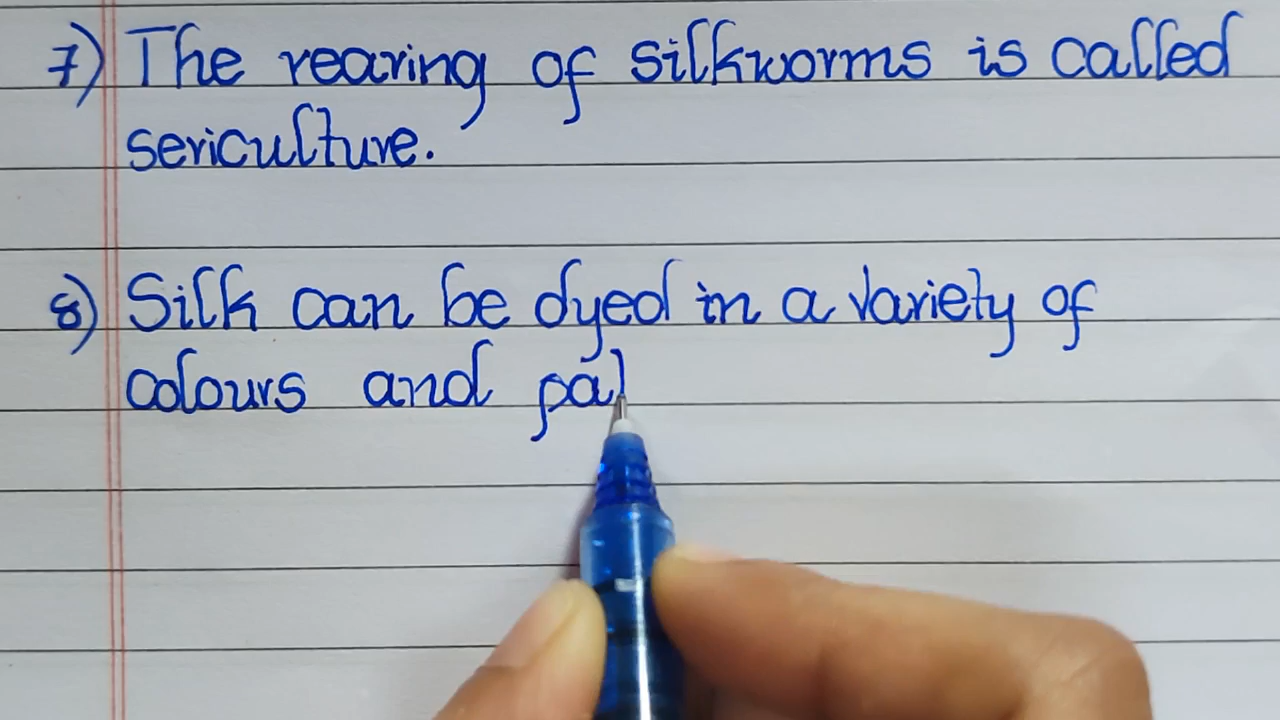 7) The rearing of silkworms is called
sericulture.
8) Silk can be dyed in a variety of
colours and